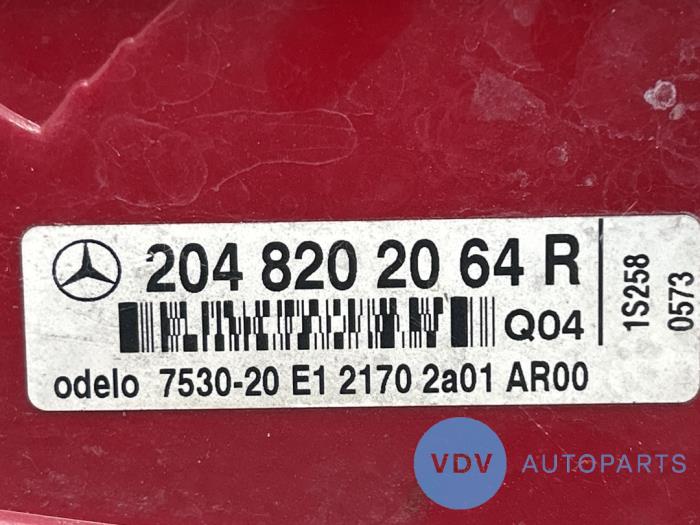 204 820 20 64 R
Q04
odelo 7530-20 E1 2170 2a01 AR00
1S258
0573
VDV AUTOPARTS